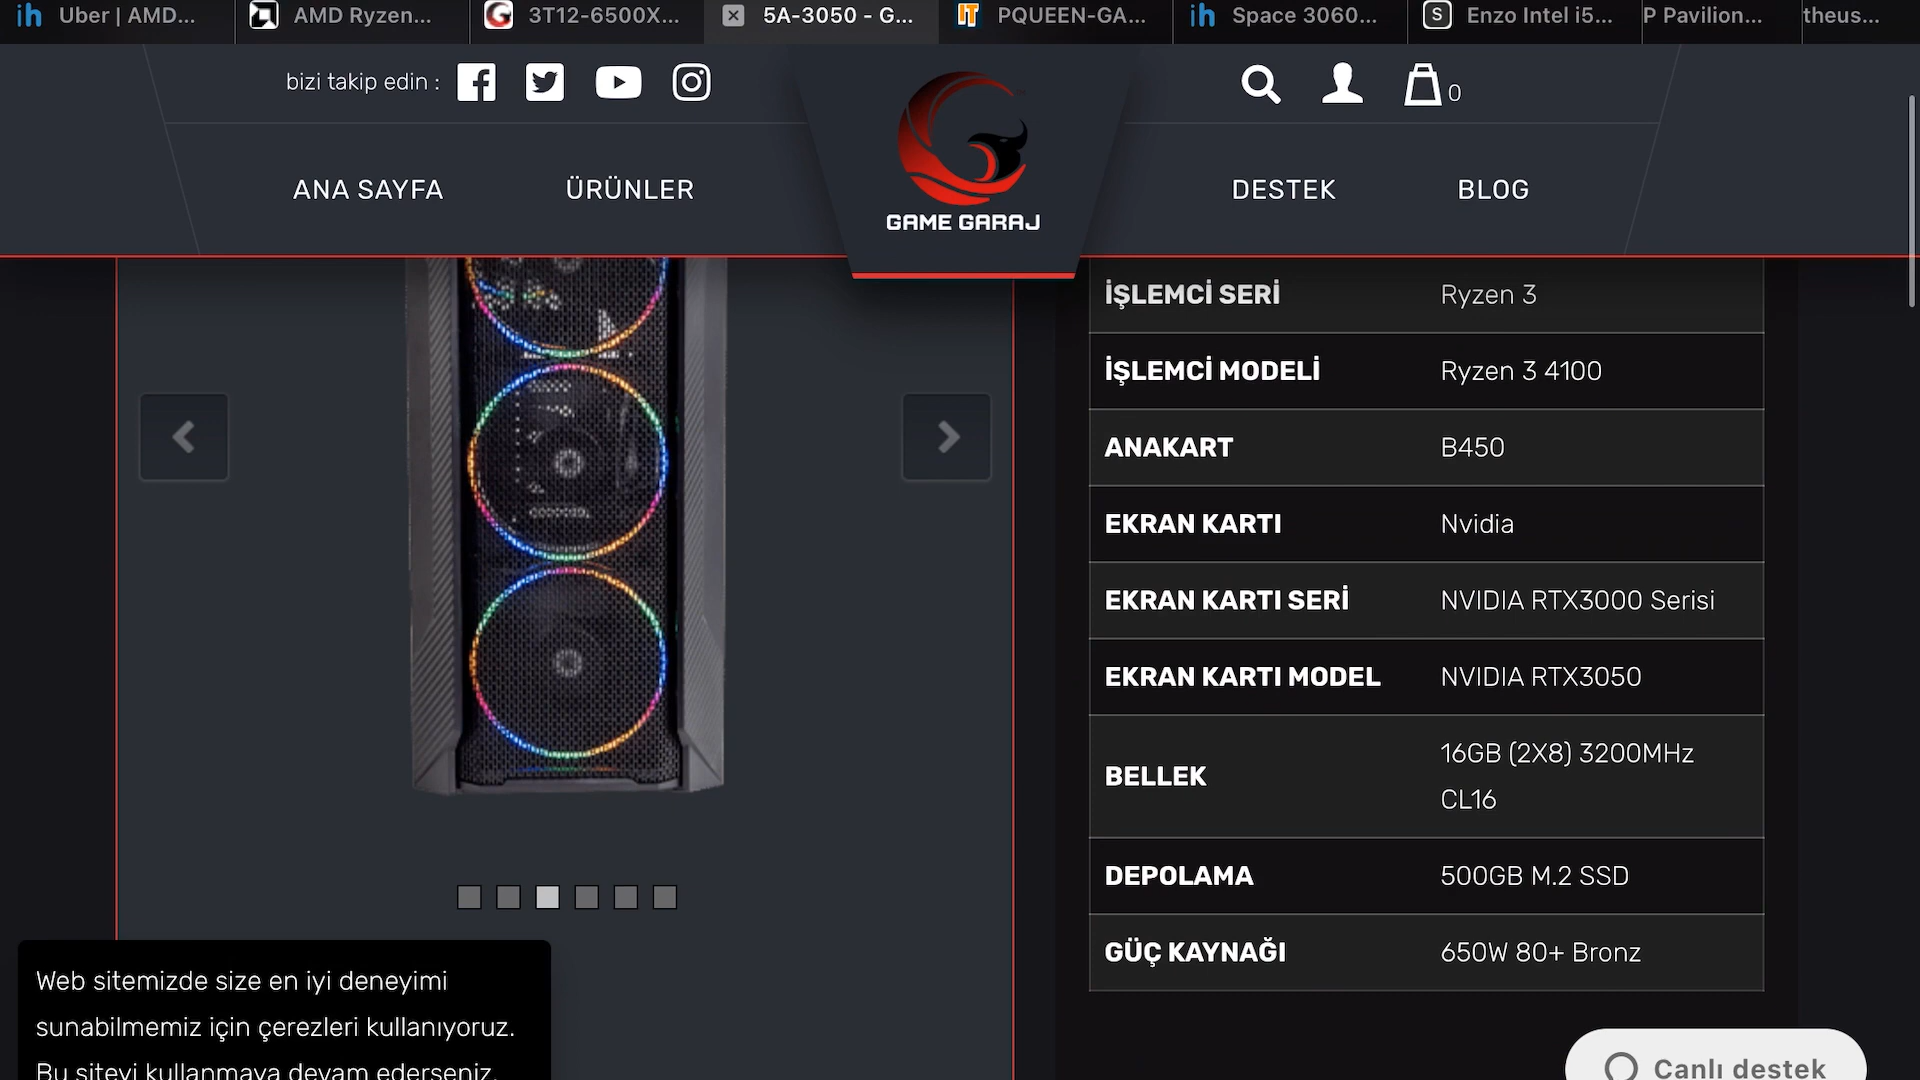 Uber | AMD...
AMD Ryzen...
3T12-6500X...
5A-3050 - G...
PQUEEN-GA...
Space 3060...
Enzo Intel i5...
P Pavilion...
theus...
bizi takip edin :
0
ANA SAYFA
ÜRÜNLER
GAME GARAJ
DESTEK
BLOG
İŞLEMCİ SERİ Ryzen 3
İŞLEMCİ MODELİ Ryzen 3 4100
ANAKART B450
EKRAN KARTI Nvidia
EKRAN KARTI SERİ NVIDIA RTX3000 Serisi
EKRAN KARTI MODEL NVIDIA RTX3050
BELLEK 16GB (2X8) 3200MHz
CL16
DEPOLAMA 500GB M.2 SSD
GÜÇ KAYNAĞI 650W 80+ Bronz
Web sitemizde size en iyi deneyimi
sunabilmemiz için çerezleri kullanıyoruz.
Bu siteyi kullanmaya devam ederseniz,
Canlı destek